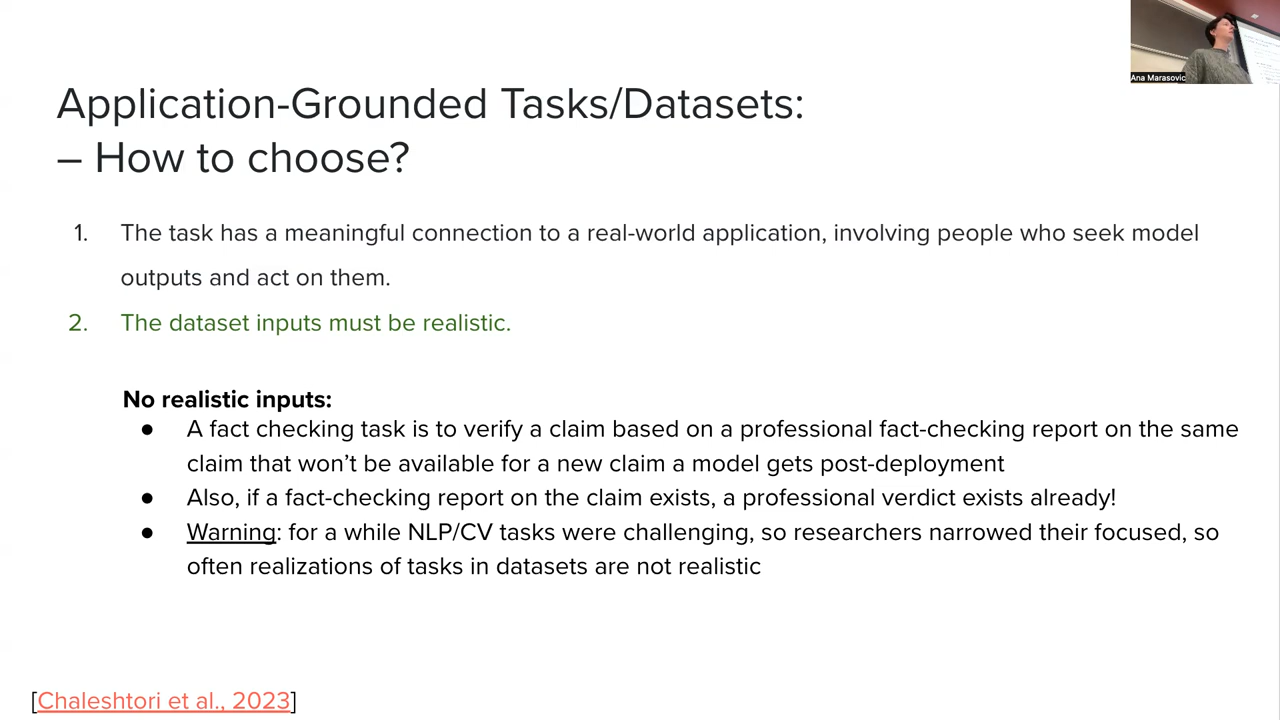 Ana Marasovic
Application-Grounded Tasks/Datasets:
– How to choose?
1. The task has a meaningful connection to a real-world application, involving people who seek model
outputs and act on them.
2. The dataset inputs must be realistic.
No realistic inputs:
● A fact checking task is to verify a claim based on a professional fact-checking report on the same
claim that won’t be available for a new claim a model gets post-deployment
● Also, if a fact-checking report on the claim exists, a professional verdict exists already!
● Warning: for a while NLP/CV tasks were challenging, so researchers narrowed their focused, so
often realizations of tasks in datasets are not realistic
[Chaleshtori et al., 2023]